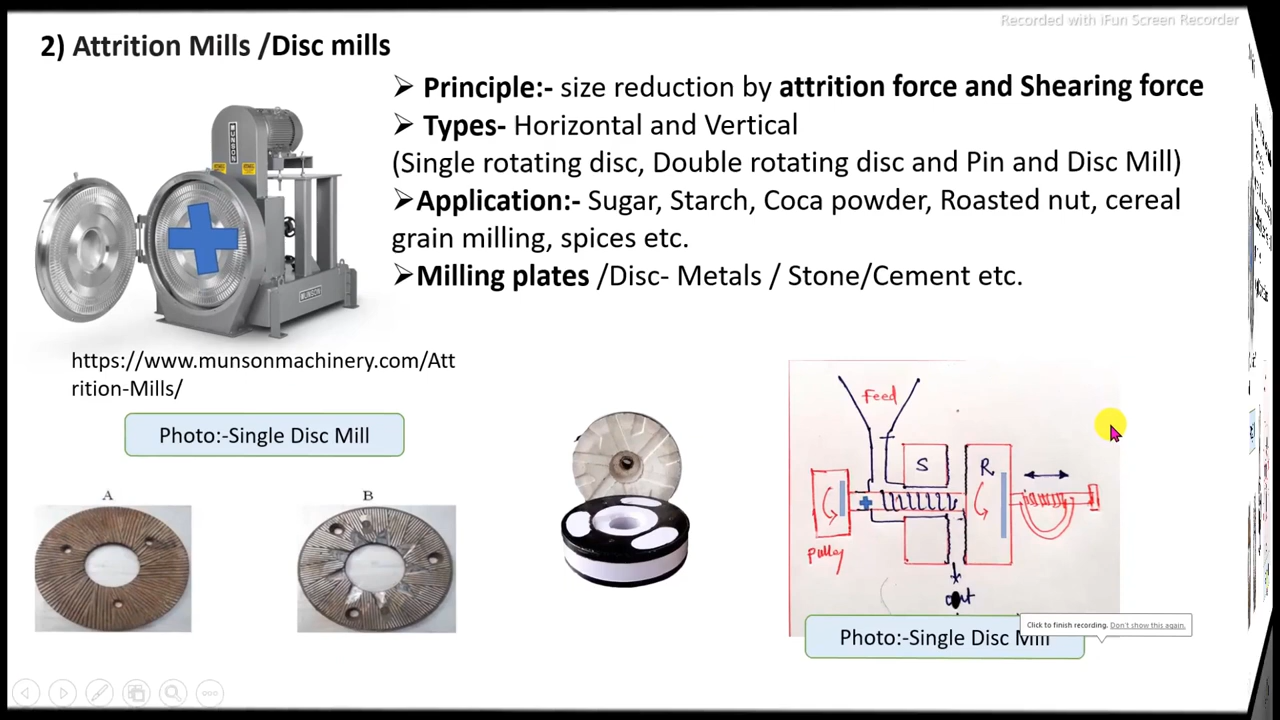 Recorded with iFun Screen Recorder
2) Attrition Mills /Disc mills
➢ Principle:- size reduction by attrition force and Shearing force
➢ Types- Horizontal and Vertical
(Single rotating disc, Double rotating disc and Pin and Disc Mill)
➢Application:- Sugar, Starch, Coca powder, Roasted nut, cereal
grain milling, spices etc.
➢Milling plates /Disc- Metals / Stone/Cement etc.
MUNSON
MUNSON
https://www.munsonmachinery.com/Att
rition-Mills/
Photo:-Single Disc Mill
A
B
Feed
S
R
pulley
out
Click to finish recording. Don't show this again.
Photo:-Single Disc Mill